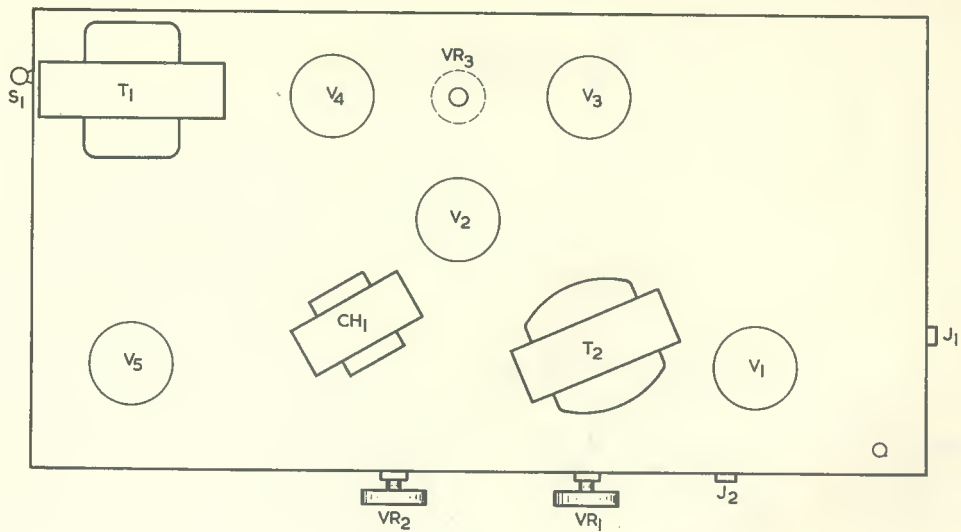 S₁
T₁
V₄
VR₃
V₃
V₂
V₅
CH₁
T₂
V₁
J₁
VR₂
VR₁
J₂